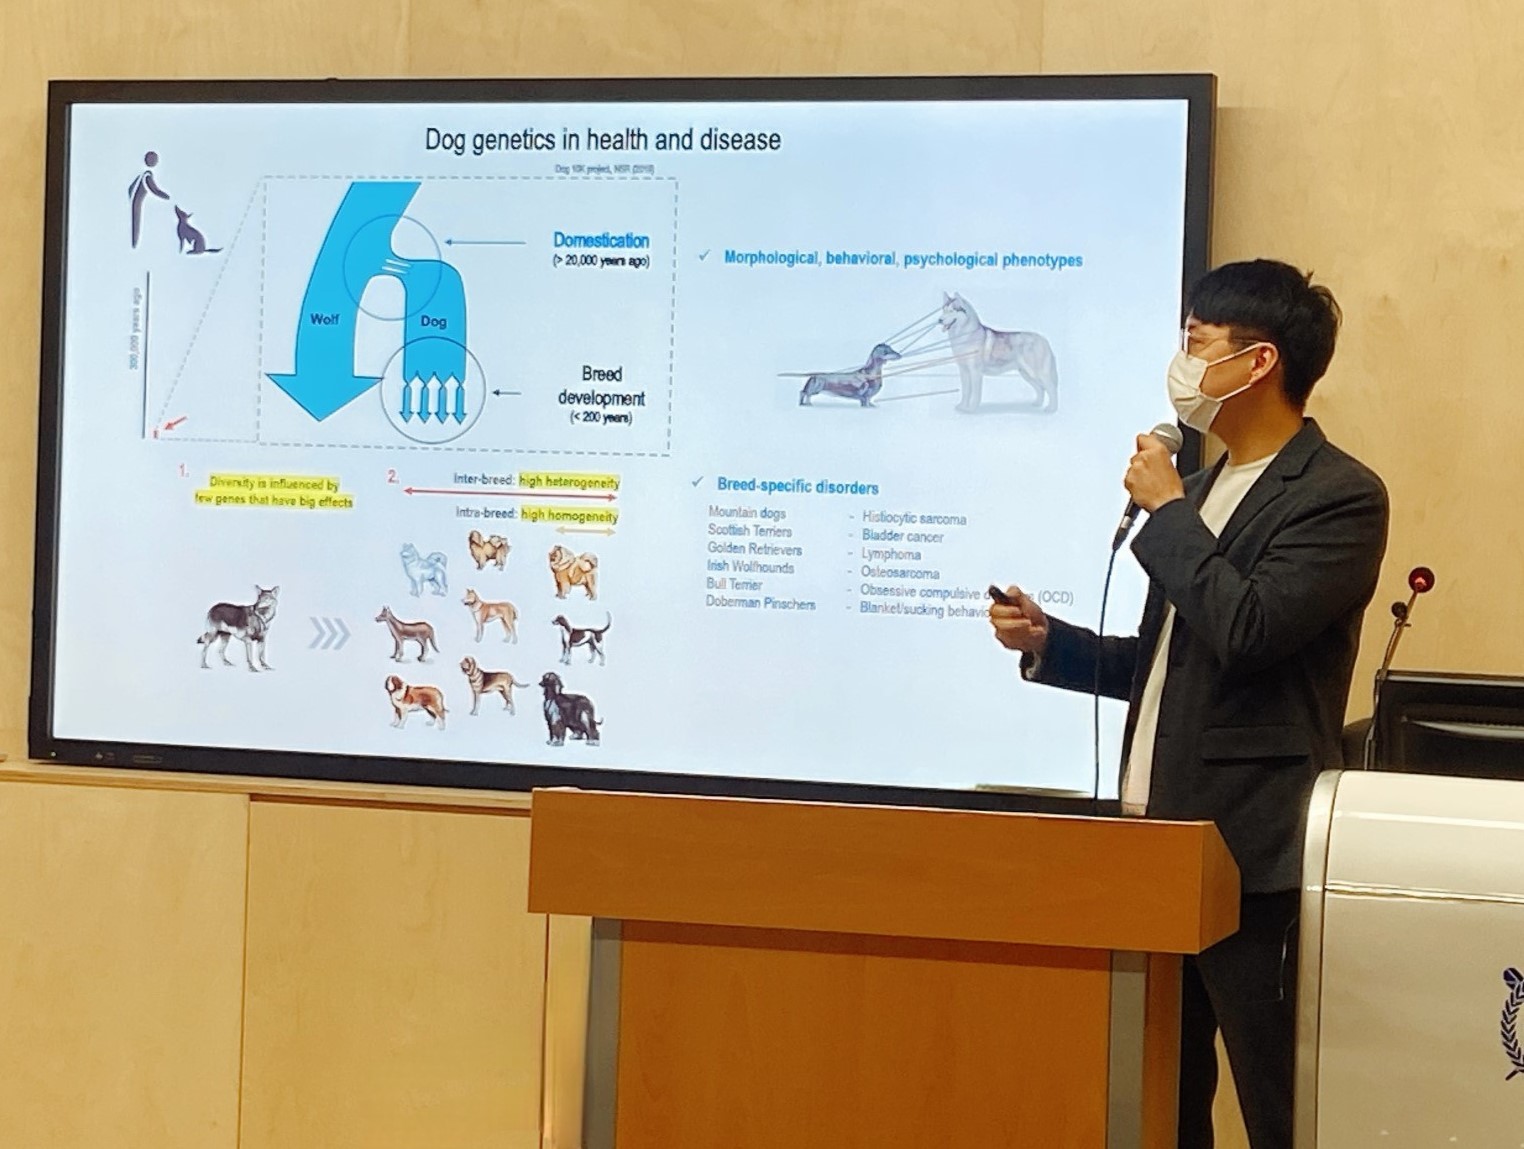 Dog genetics in health and disease
Dog 10K project, NSR (2019)
Domestication
(> 20,000 years ago)
Wolf
Dog
300,000 years ago
Breed
development
(< 200 years)
1.
Diversity is influenced by
few genes that have big effects
2.
Inter-breed: high heterogeneity
Intra-breed: high homogeneity
✓ Morphological, behavioral, psychological phenotypes
✓ Breed-specific disorders
Mountain dogs - Histiocytic sarcoma
Scottish Terriers - Bladder cancer
Golden Retrievers - Lymphoma
Irish Wolfhounds - Osteosarcoma
Bull Terrier - Obsessive compulsive (OCD)
Doberman Pinschers - Blanket/sucking